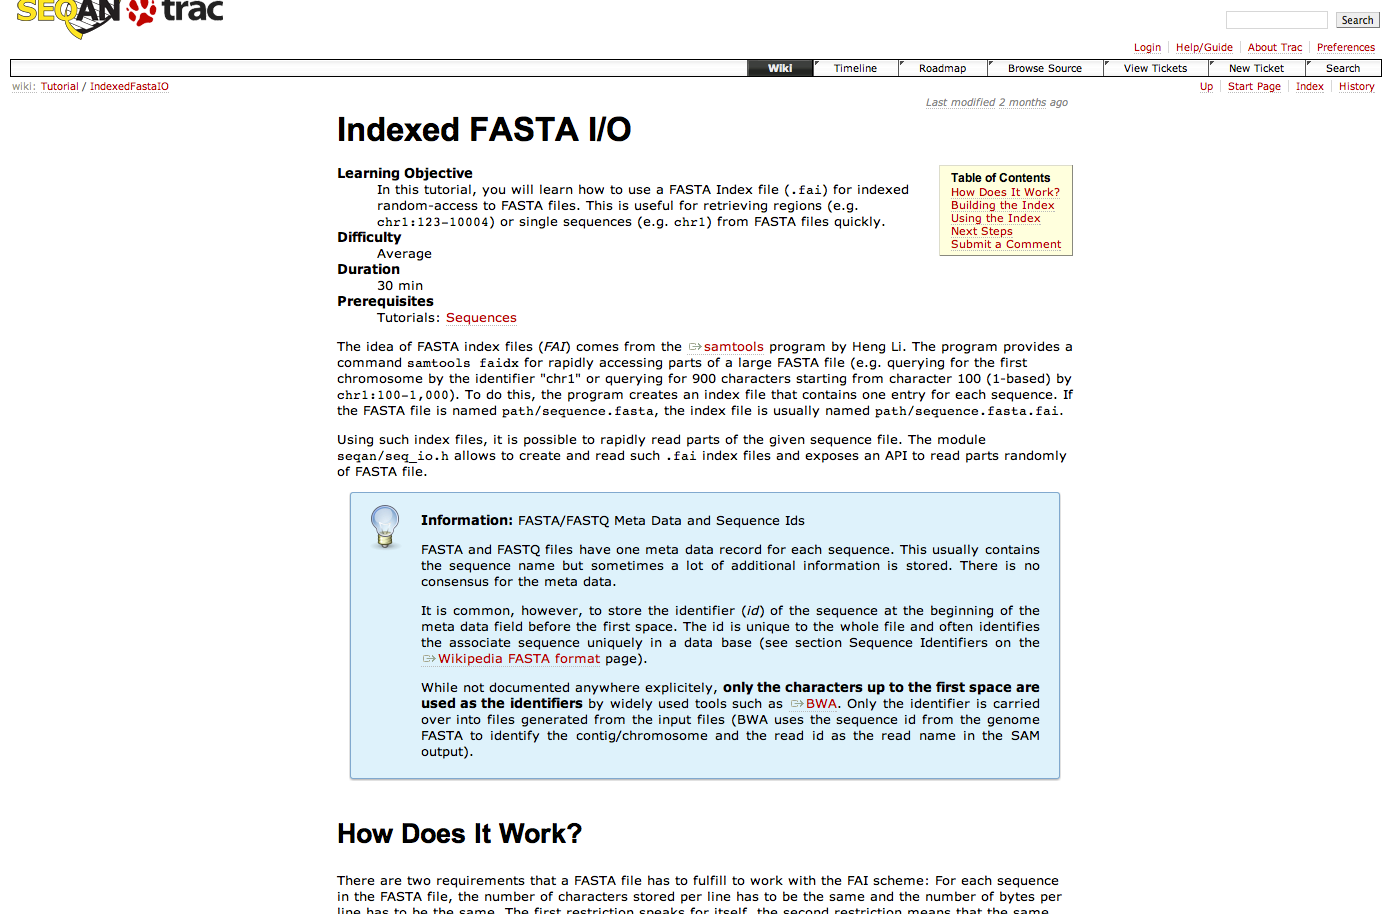 SEQAN trac
Search
Login Help/Guide About Trac Preferences
Wiki Timeline Roadmap Browse Source View Tickets New Ticket Search
wiki: Tutorial / IndexedFastaIO
Up Start Page Index History
Last modified 2 months ago
Indexed FASTA I/O
Learning Objective
In this tutorial, you will learn how to use a FASTA Index file (.fai) for indexed
random-access to FASTA files. This is useful for retrieving regions (e.g.
chr1:123-10004) or single sequences (e.g. chr1) from FASTA files quickly.
Difficulty
Average
Duration
30 min
Prerequisites
Tutorials: Sequences
Table of Contents
How Does It Work?
Building the Index
Using the Index
Next Steps
Submit a Comment
The idea of FASTA index files (FAI) comes from the samtools program by Heng Li. The program provides a
command samtools faidx for rapidly accessing parts of a large FASTA file (e.g. querying for the first
chromosome by the identifier "chr1" or querying for 900 characters starting from character 100 (1-based) by
chr1:100-1,000). To do this, the program creates an index file that contains one entry for each sequence. If
the FASTA file is named path/sequence.fasta, the index file is usually named path/sequence.fasta.fai.
Using such index files, it is possible to rapidly read parts of the given sequence file. The module
seqan/seq_io.h allows to create and read such .fai index files and exposes an API to read parts randomly
of FASTA file.
Information: FASTA/FASTQ Meta Data and Sequence Ids
FASTA and FASTQ files have one meta data record for each sequence. This usually contains
the sequence name but sometimes a lot of additional information is stored. There is no
consensus for the meta data.
It is common, however, to store the identifier (id) of the sequence at the beginning of the
meta data field before the first space. The id is unique to the whole file and often identifies
the associate sequence uniquely in a data base (see section Sequence Identifiers on the
Wikipedia FASTA format page).
While not documented anywhere explicitely, only the characters up to the first space are
used as the identifiers by widely used tools such as BWA. Only the identifier is carried
over into files generated from the input files (BWA uses the sequence id from the genome
FASTA to identify the contig/chromosome and the read id as the read name in the SAM
output).
How Does It Work?
There are two requirements that a FASTA file has to fulfill to work with the FAI scheme: For each sequence
in the FASTA file, the number of characters stored per line has to be the same and the number of bytes per
line has to be the same. The first restriction speaks for itself, the second restriction means that the same